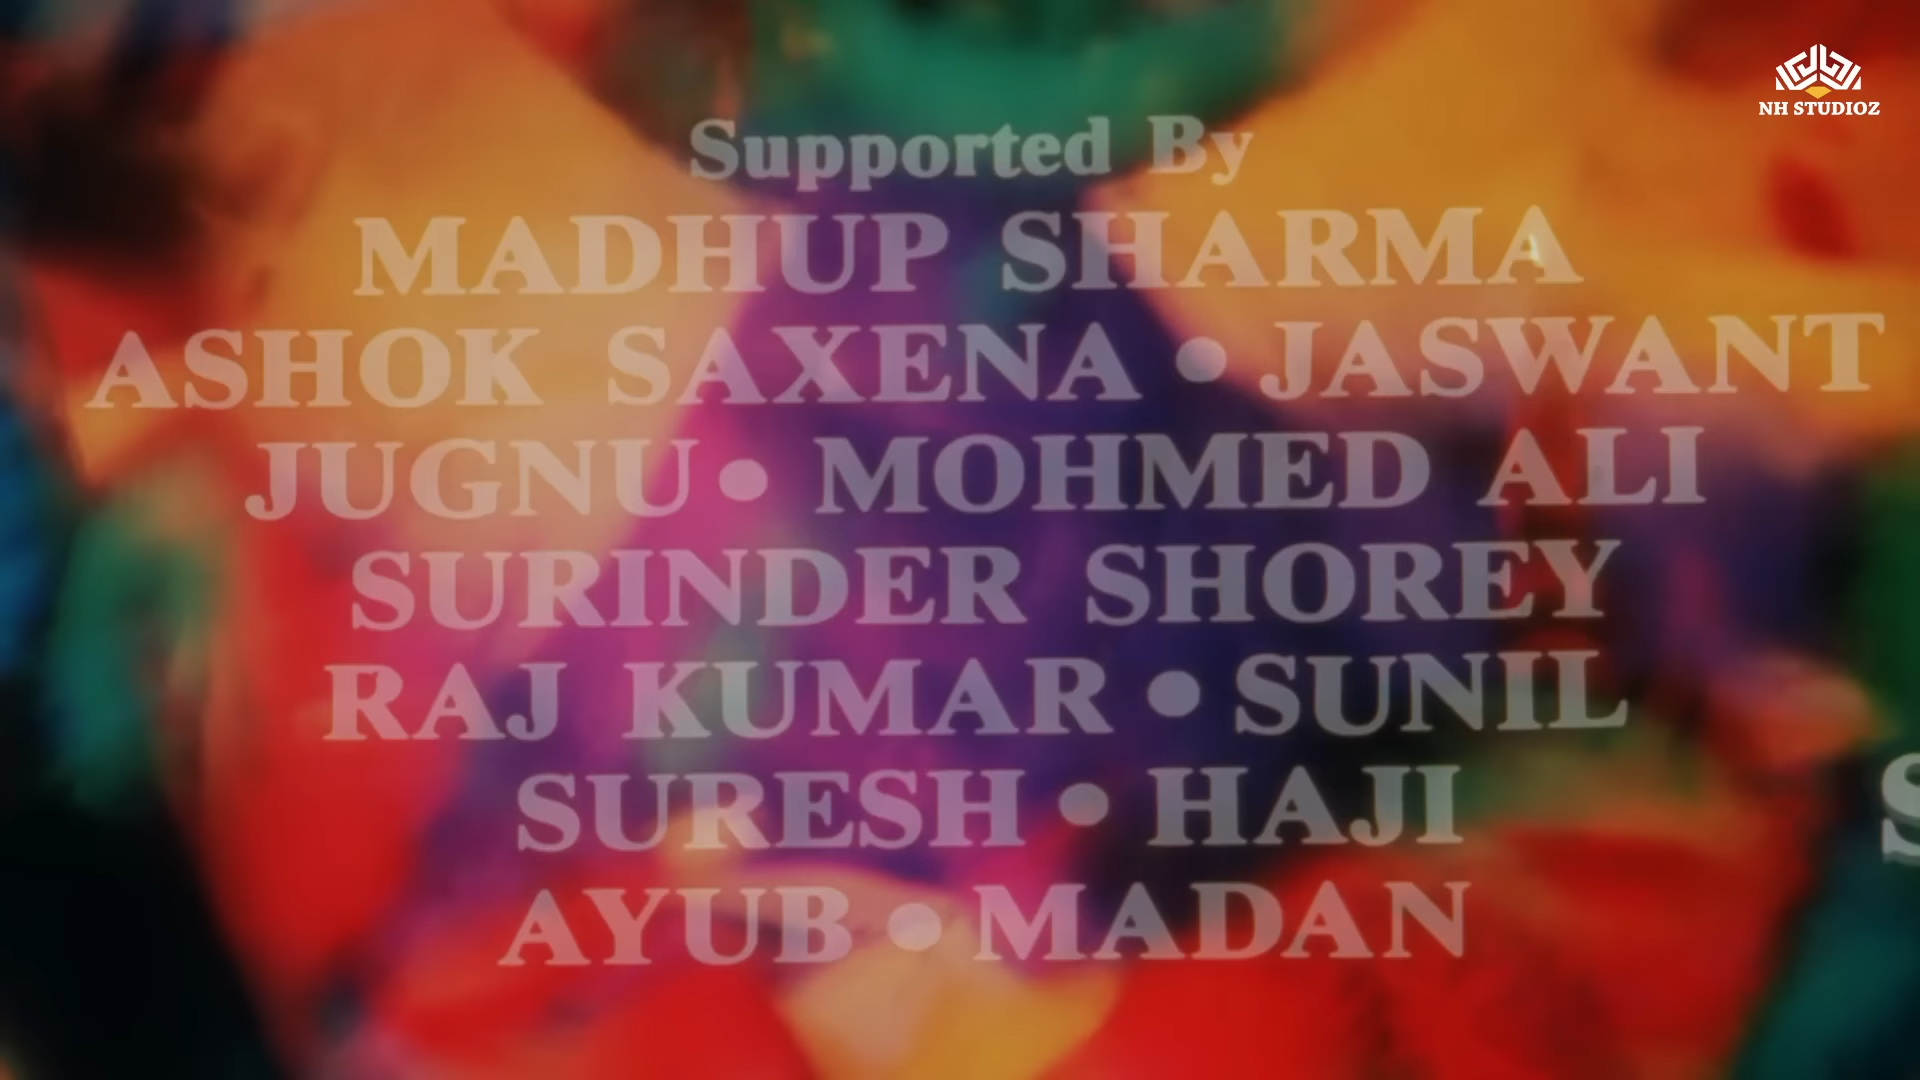 NH STUDIOZ
Supported By
MADHUP SHARMA
ASHOK SAXENA • JASWANT
JUGNU • MOHMED ALI
SURINDER SHOREY
RAJ KUMAR • SUNIL
SURESH • HAJI
AYUB • MADAN